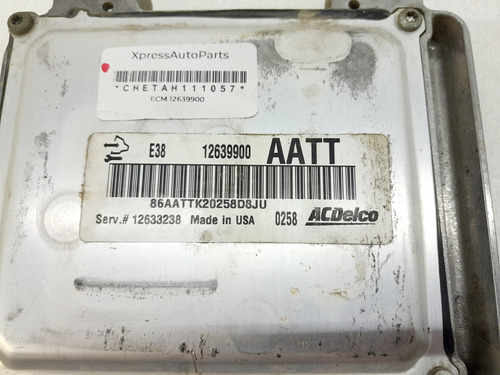 XpressAutoParts
*CHETAH111057*
ECM 12639900
E38 12639900 AATT
86AATTK20258D8JU
Serv.# 12633238 Made in USA 0258 ACDelco